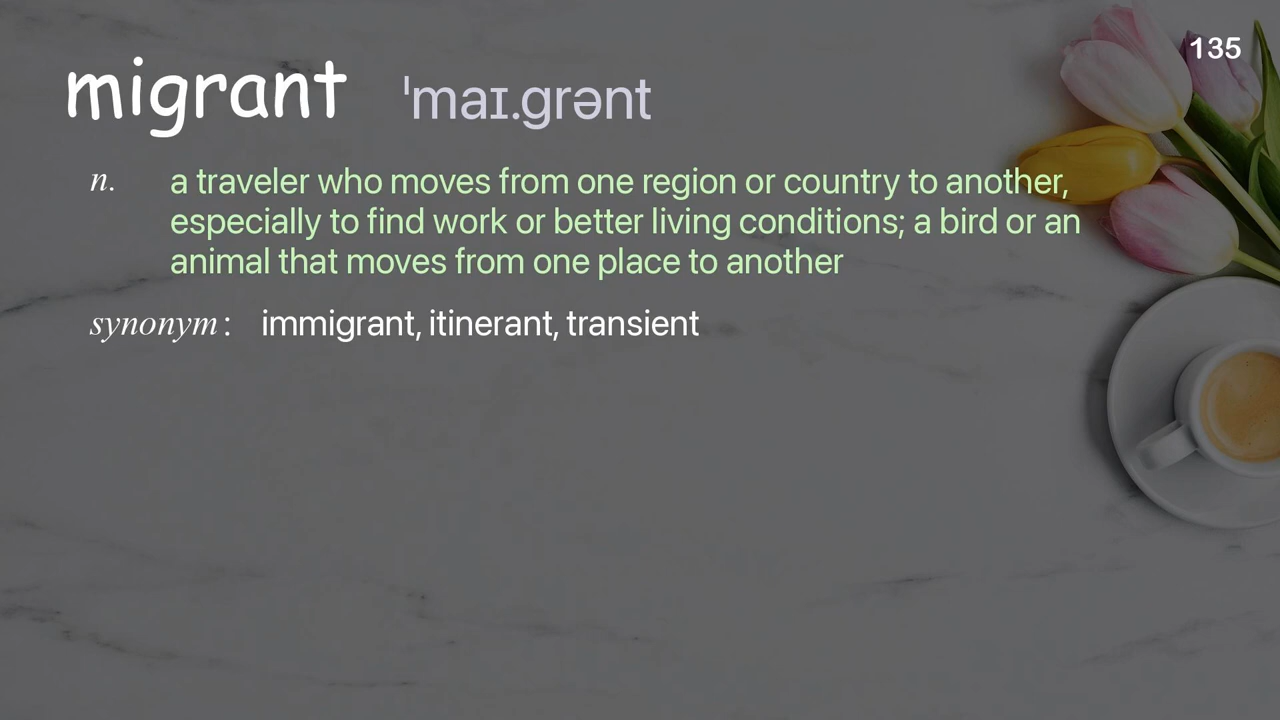 135
migrant ˈmaɪ.grənt
n. a traveler who moves from one region or country to another,
especially to find work or better living conditions; a bird or an
animal that moves from one place to another
synonym : immigrant, itinerant, transient